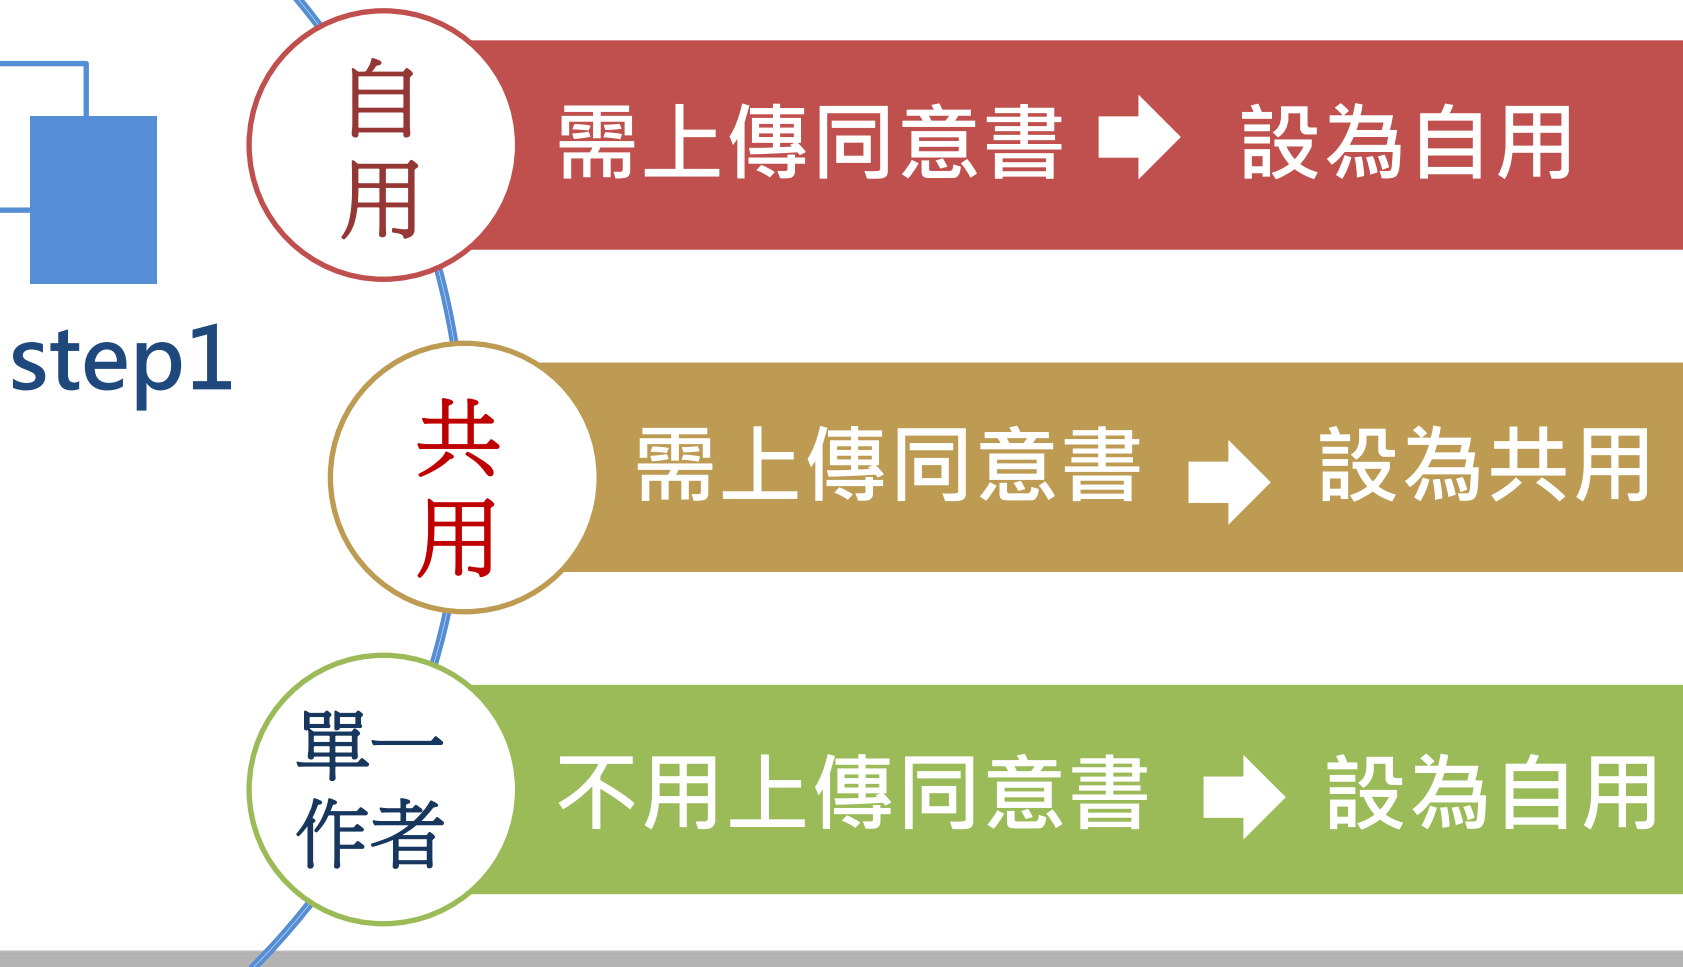 step1
自用
需上傳同意書 設為自用
共用
需上傳同意書 設為共用
單一
作者
不用上傳同意書 設為自用